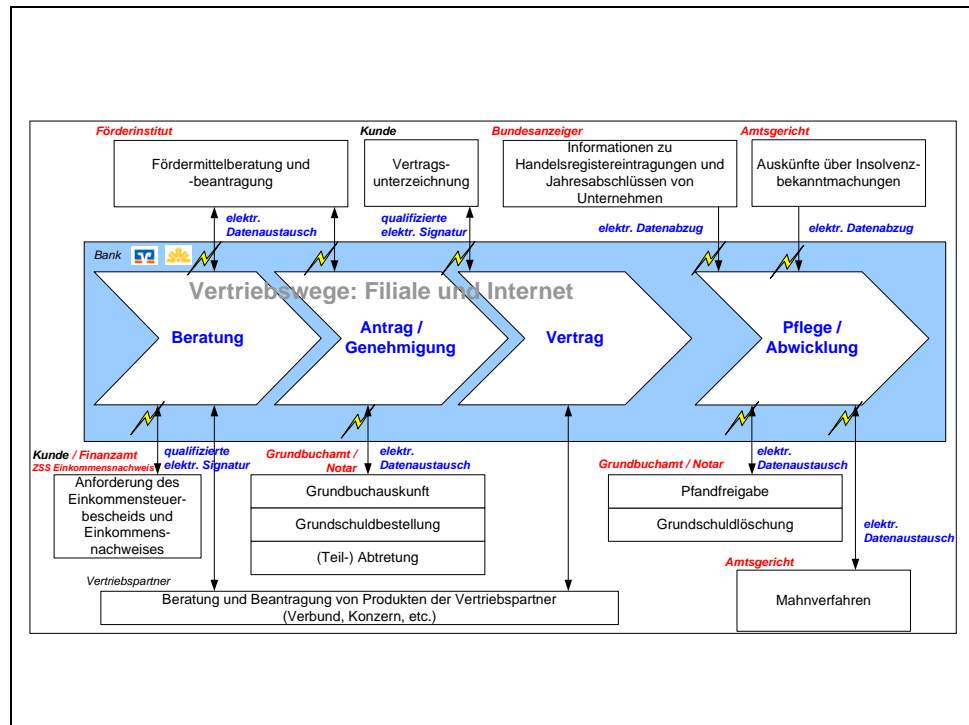 Förderinstitut
Fördermittelberatung und
-beantragung
Kunde
Vertrags-
unterzeichnung
Bundesanzeiger
Informationen zu
Handelsregistereintragungen und
Jahresabschlüssen von
Unternehmen
Amtsgericht
Auskünfte über Insolvenz-
bekanntmachungen
elektr.
Datenaustausch
qualifizierte
elektr. Signatur
elektr. Datenabzug
elektr. Datenabzug
Bank
Vertriebswege: Filiale und Internet
Beratung
Antrag /
Genehmigung
Vertrag
Pflege /
Abwicklung
Kunde / Finanzamt
ZSS Einkommensnachweis
qualifizierte
elektr. Signatur
Anforderung des
Einkommensteuer-
bescheids und
Einkommens-
nachweises
Grundbuchamt /
Notar
elektr.
Datenaustausch
Grundbuchauskunft
Grundschuldbestellung
(Teil-) Abtretung
Grundbuchamt / Notar
elektr.
Datenaustausch
Pfandfreigabe
Grundschuldlöschung
elektr.
Datenaustausch
Vertriebspartner
Beratung und Beantragung von Produkten der Vertriebspartner
(Verbund, Konzern, etc.)
Amtsgericht
Mahnverfahren